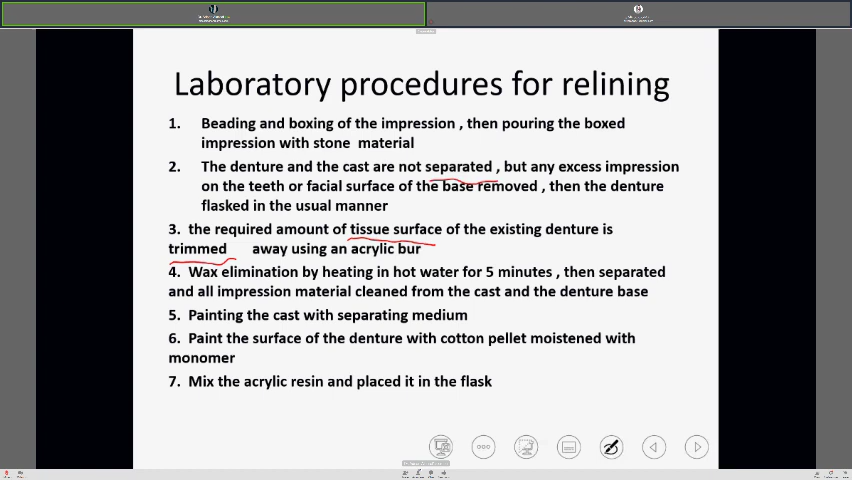 Laboratory procedures for relining
1. Beading and boxing of the impression , then pouring the boxed
impression with stone material
2. The denture and the cast are not separated , but any excess impression
on the teeth or facial surface of the base removed , then the denture
flasked in the usual manner
3. the required amount of tissue surface of the existing denture is
trimmed away using an acrylic bur
4. Wax elimination by heating in hot water for 5 minutes , then separated
and all impression material cleaned from the cast and the denture base
5. Painting the cast with separating medium
6. Paint the surface of the denture with cotton pellet moistened with
monomer
7. Mix the acrylic resin and placed it in the flask